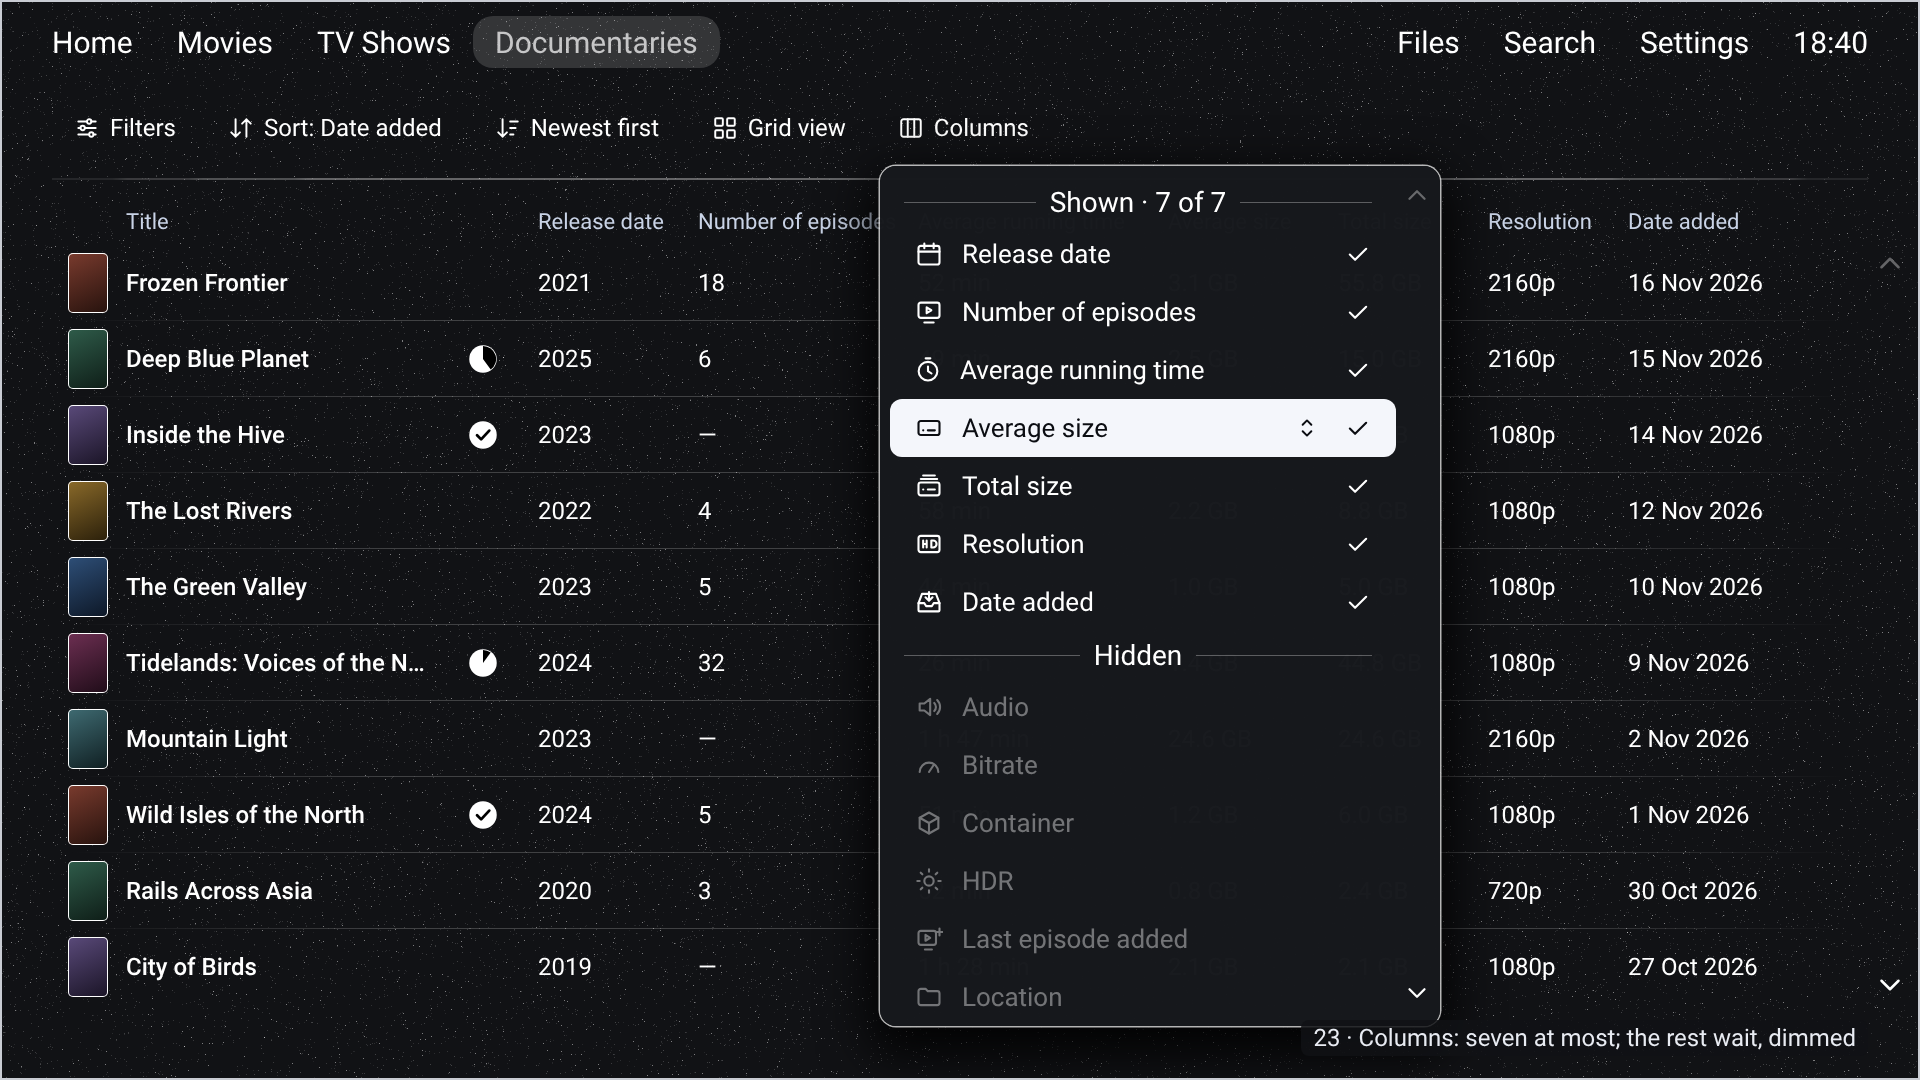 Home Movies TV Shows Documentaries Files Search Settings 18:40
Filters Sort: Date added Newest first Grid view Columns
Title Release date Number of episode Resolution Date added
Frozen Frontier 2021 18 2160p 16 Nov 2026
Deep Blue Planet 2025 6 2160p 15 Nov 2026
Inside the Hive 2023 — 1080p 14 Nov 2026
The Lost Rivers 2022 4 1080p 12 Nov 2026
The Green Valley 2023 5 1080p 10 Nov 2026
Tidelands: Voices of the N... 2024 32 1080p 9 Nov 2026
Mountain Light 2023 — 2160p 2 Nov 2026
Wild Isles of the North 2024 5 1080p 1 Nov 2026
Rails Across Asia 2020 3 720p 30 Oct 2026
City of Birds 2019 — 1080p 27 Oct 2026
Shown · 7 of 7
Release date
Number of episodes
Average running time
Average size
Total size
HD Resolution
Date added
Hidden
Audio
Bitrate
Container
HDR
Last episode added
Location
23 · Columns: seven at most; the rest wait, dimmed